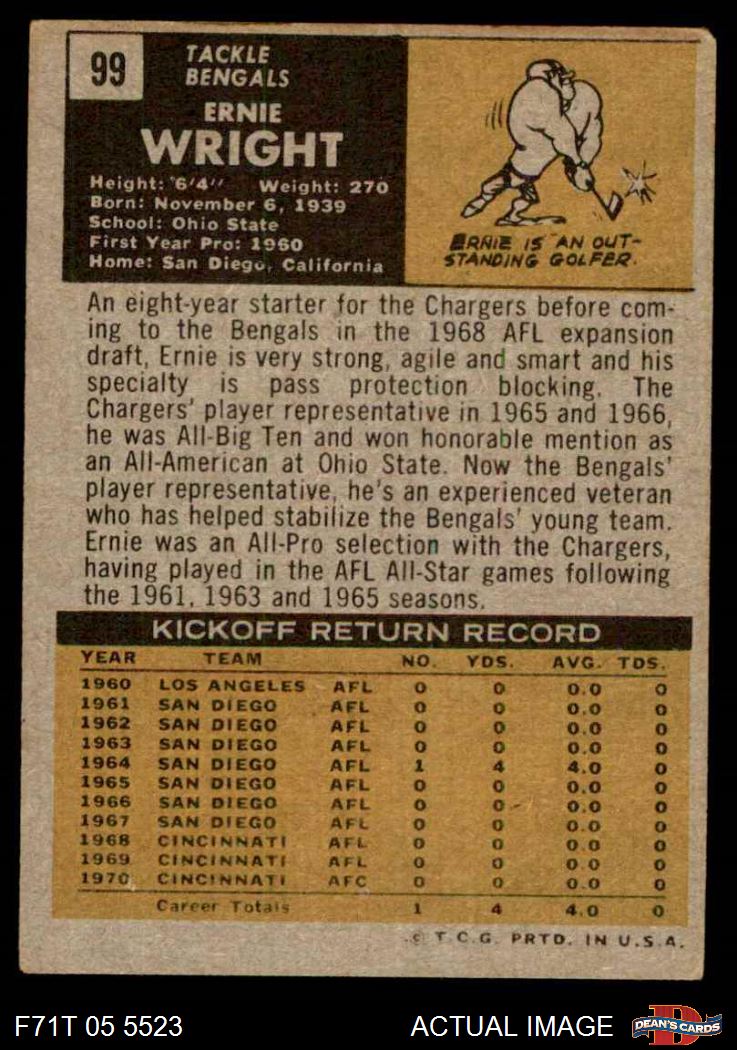 99
TACKLE
BENGALS
ERNIE
WRIGHT
Height: 6'4" Weight: 270
Born: November 6, 1939
School: Ohio State
First Year Pro: 1960
Home: San Diego, California
ERNIE IS AN OUT-
STANDING GOLFER.
An eight-year starter for the Chargers before com-
ing to the Bengals in the 1968 AFL expansion
draft, Ernie is very strong, agile and smart and his
specialty is pass protection blocking. The
Chargers' player representative in 1965 and 1966,
he was All-Big Ten and won honorable mention as
an All-American at Ohio State. Now the Bengals'
player representative, he's an experienced veteran
who has helped stabilize the Bengals' young team.
Ernie was an All-Pro selection with the Chargers,
having played in the AFL All-Star games following
the 1961, 1963 and 1965 seasons.
KICKOFF RETURN RECORD
YEAR TEAM NO. YDS. AVG. TDS.
1960 LOS ANGELES AFL 0 0 0.0 0
1961 SAN DIEGO AFL 0 0 0.0 0
1962 SAN DIEGO AFL 0 0 0.0 0
1963 SAN DIEGO AFL 0 0 0.0 0
1964 SAN DIEGO AFL 1 4 4.0 0
1965 SAN DIEGO AFL 0 0 0.0 0
1966 SAN DIEGO AFL 0 0 0.0 0
1967 SAN DIEGO AFL 0 0 0.0 0
1968 CINCINNATI AFL 0 0 0.0 0
1969 CINCINNATI AFL 0 0 0.0 0
1970 CINCINNATI AFC 0 0 0.0 0
Career Totals 1 4 4.0 0
© T.C.G. PRTD. IN U.S.A.
F71T 05 5523 ACTUAL IMAGE DEAN'S CARDS